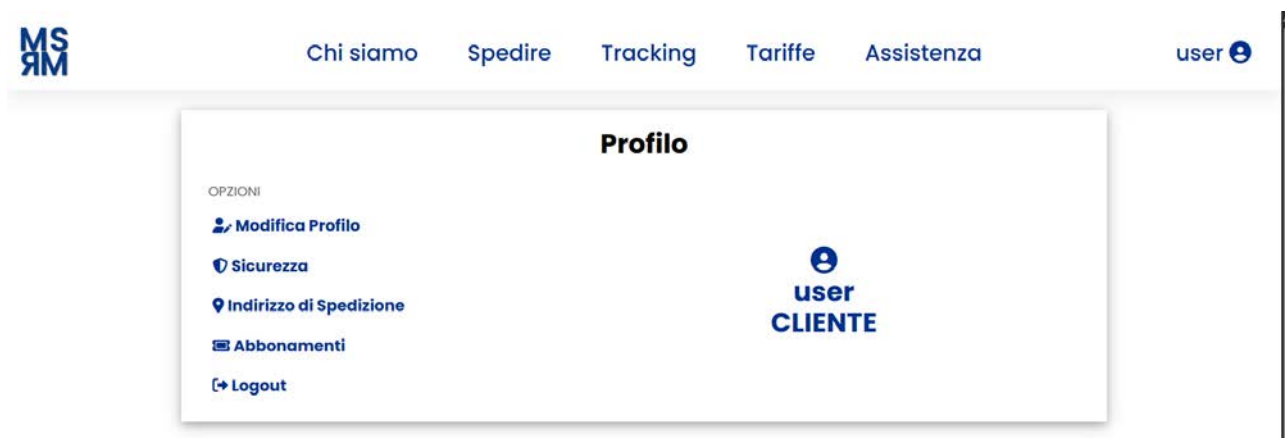 MS
ЯM
Chi siamo Spedire Tracking Tariffe Assistenza user
Profilo
OPZIONI
Modifica Profilo
Sicurezza
Indirizzo di Spedizione
Abbonamenti
Logout
user
CLIENTE